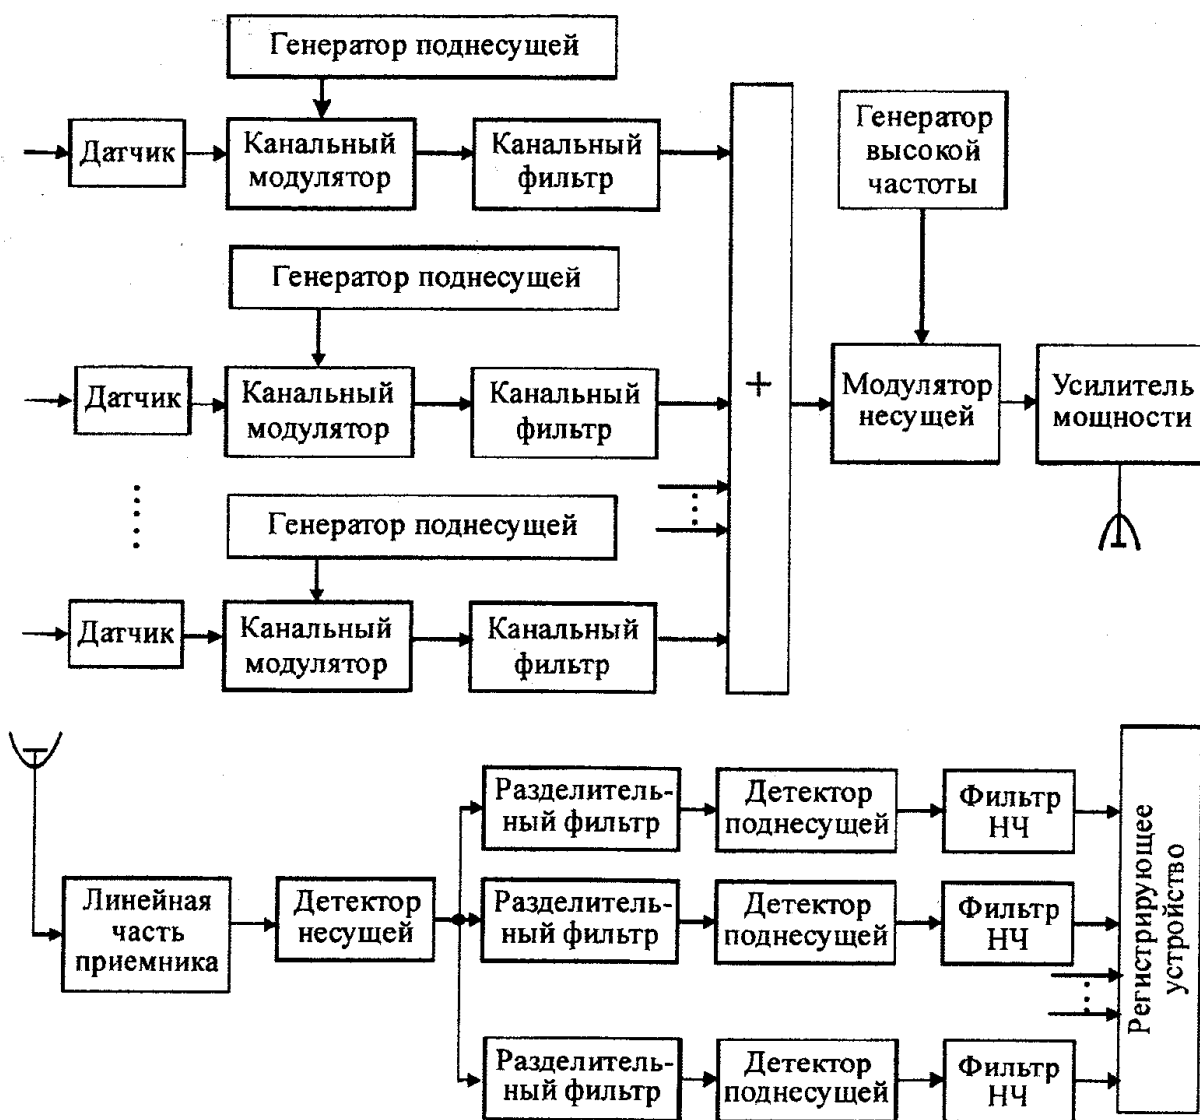 Генератор поднесущей
Датчик
Канальный
модулятор
Канальный
фильтр
Генератор
высокой
частоты
Генератор поднесущей
Датчик
Канальный
модулятор
Канальный
фильтр
+
Модулятор
несущей
Усилитель
мощности
Генератор поднесущей
Датчик
Канальный
модулятор
Канальный
фильтр
Линейная
часть
приемника
Детектор
несущей
Разделитель-
ный фильтр
Детектор
поднесущей
Фильтр
НЧ
Разделитель-
ный фильтр
Детектор
поднесущей
Фильтр
НЧ
Разделитель-
ный фильтр
Детектор
поднесущей
Фильтр
НЧ
Регистрирующее
устройство